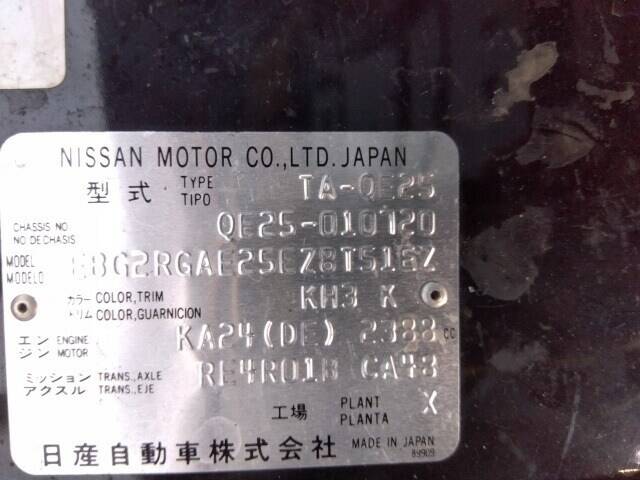 NISSAN MOTOR CO.,LTD. JAPAN
型式 TYPE TIPO TA-QE25
CHASSIS NO. NO DE CHASIS QE25-010720
MODEL MODELO
カラー COLOR, TRIM トリム COLOR, GUARNICION KH3 K
エンジン ENGINE MOTOR KA24(DE) 2388 cc
ミッション TRANS., AXLE アクスル TRANS., EJE RE4R01B CA43
工場 PLANT PLANTA X
日産自動車株式会社 MADE IN JAPAN
89909